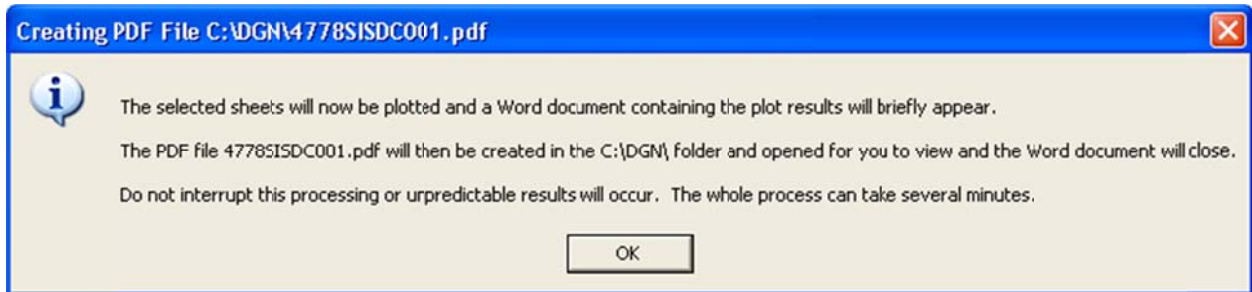 Creating PDF File C:\DGN\4778SISDC001.pdf
The selected sheets will now be plotted and a Word document containing the plot results will briefly appear.
The PDF file 4778SISDC001.pdf will then be created in the C:\DGN\ folder and opened for you to view and the Word document will close.
Do not interrupt this processing or unpredictable results will occur. The whole process can take several minutes.
OK